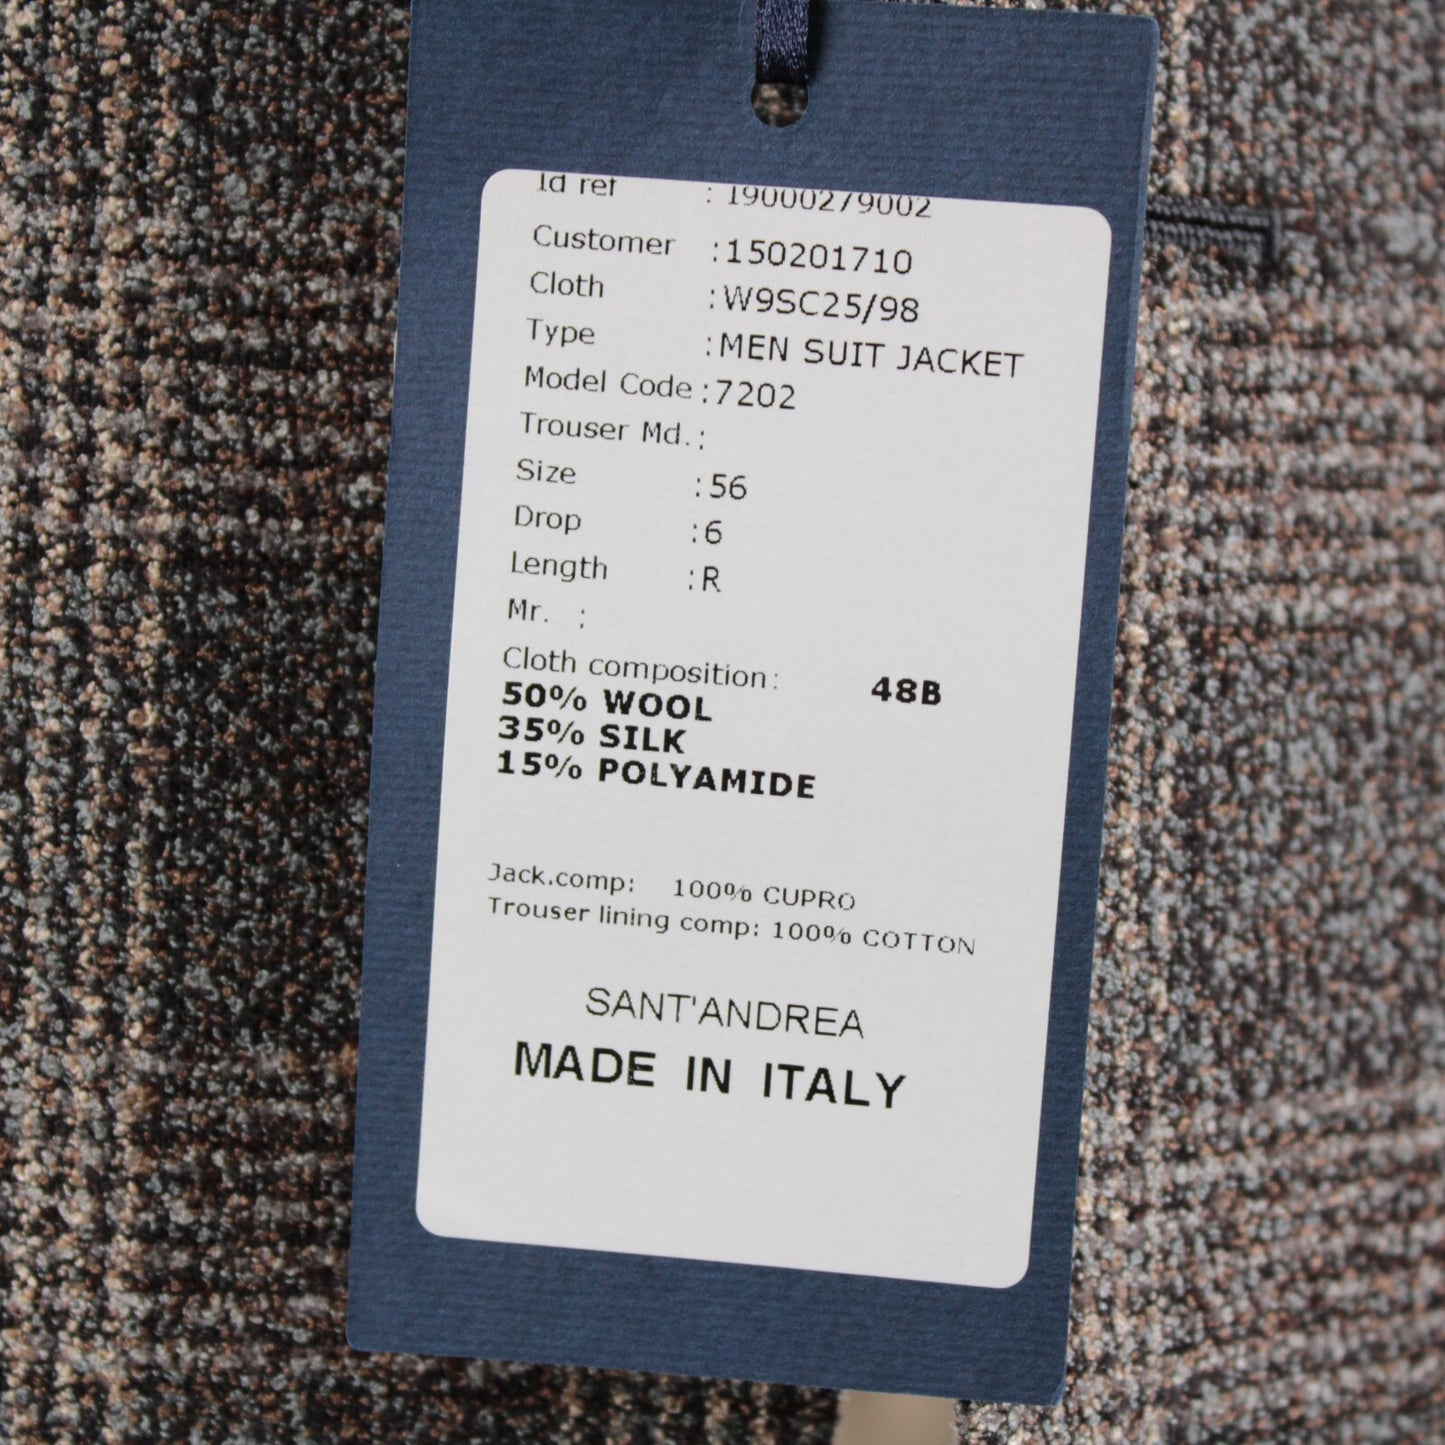 Id ref : 19000279002
Customer :150201710
Cloth :W9SC25/98
Type :MEN SUIT JACKET
Model Code :7202
Trouser Md. :
Size :56
Drop :6
Length :R
Mr. :
Cloth composition: 48B
50% WOOL
35% SILK
15% POLYAMIDE
Jack.comp: 100% CUPRO
Trouser lining comp: 100% COTTON
SANT'ANDREA
MADE IN ITALY